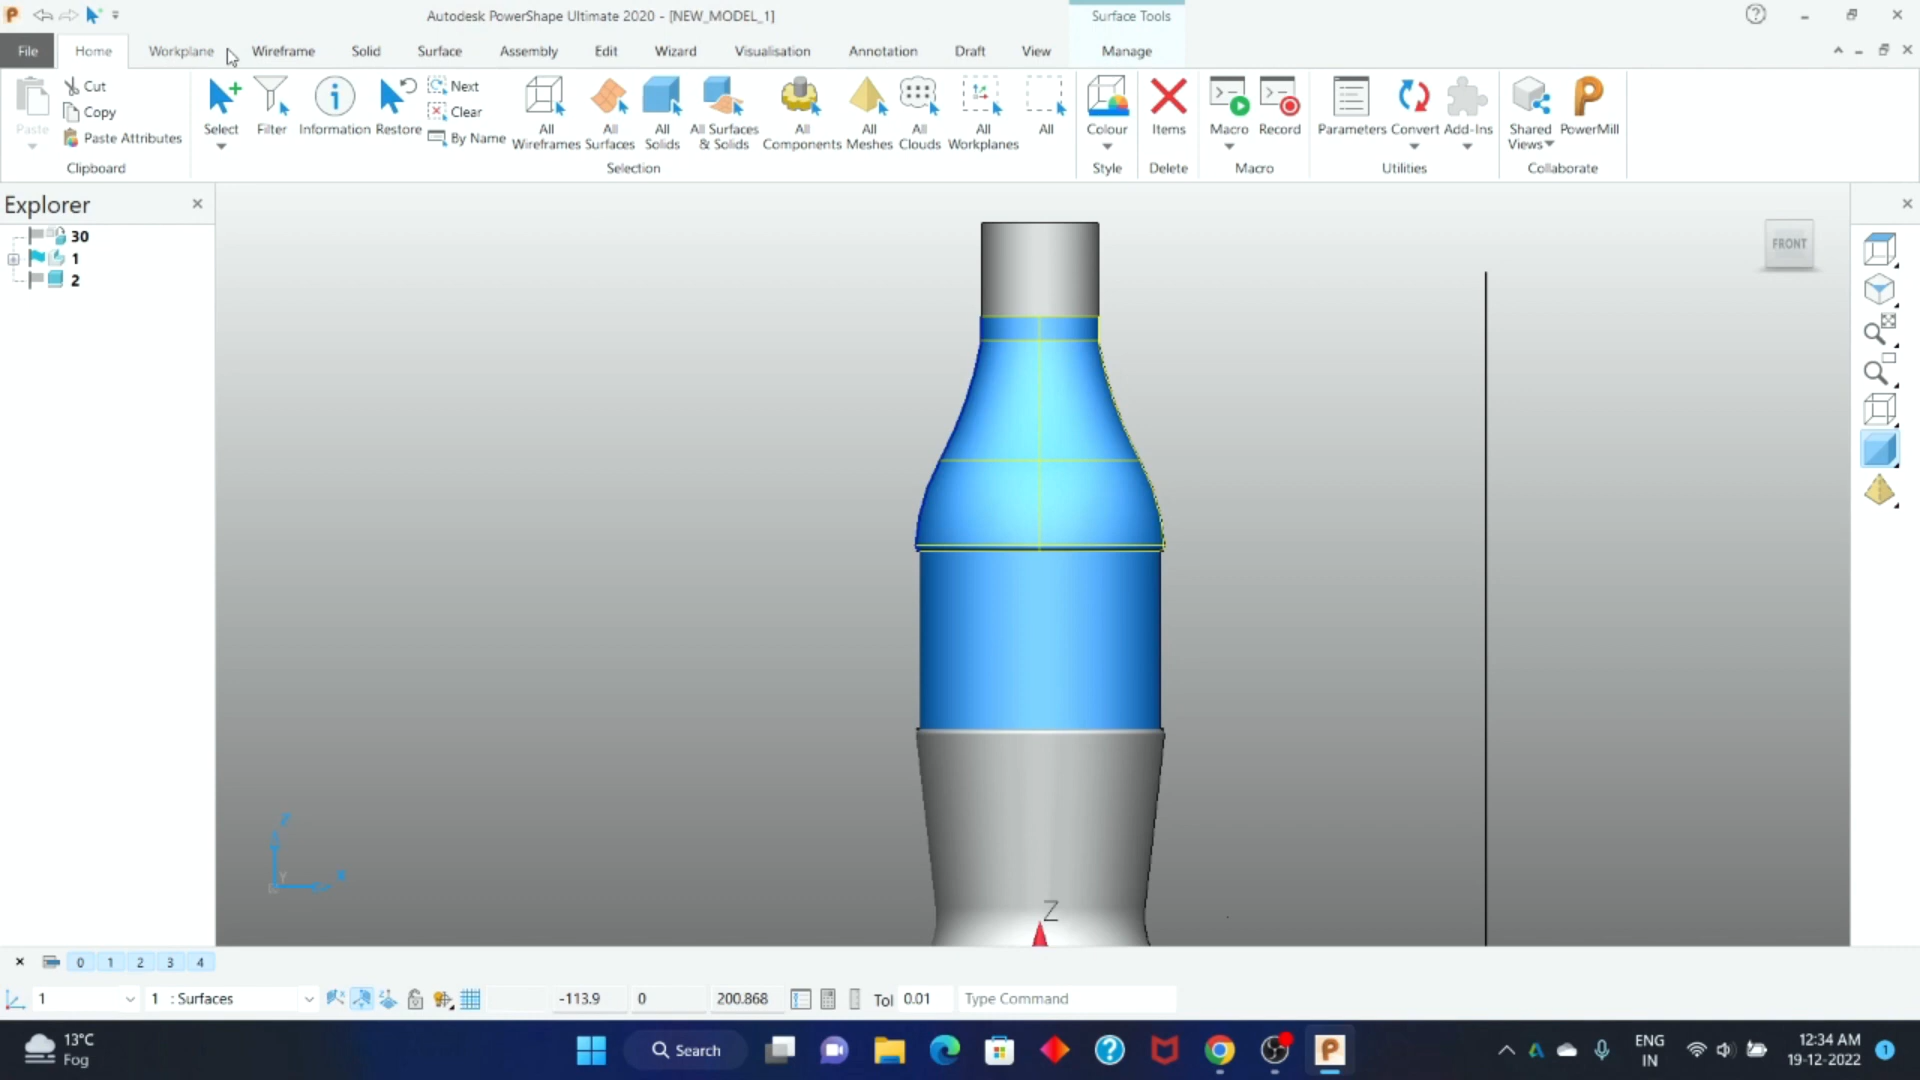 Autodesk PowerShape Ultimate 2020 - [NEW_MODEL_1]
Surface Tools
File
Home
Workplane
Wireframe
Solid
Surface
Assembly
Edit
Wizard
Visualisation
Annotation
Draft
View
Manage
Paste
Cut
Copy
Paste Attributes
Clipboard
Select
Filter
Information
Restore
Next
Clear
By Name
All Wireframes
All Surfaces
All Solids
All Surfaces & Solids
All Components
All Meshes
All Clouds
All Workplanes
All
Selection
Colour
Style
Items
Delete
Macro
Record
Macro
Parameters
Convert
Add-Ins
Utilities
Shared Views
PowerMill
Collaborate
Explorer
30
1
2
FRONT
Z
Y
0 1 2 3 4
1
1 : Surfaces
-113.9
0
200.868
Tol 0.01
Type Command
13°C
Fog
Search
ENG
IN
12:34 AM
19-12-2022
1